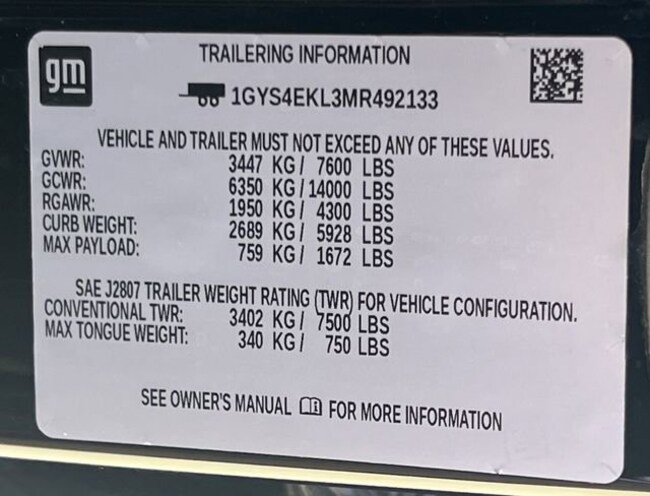 gm
TRAILERING INFORMATION
1GYS4EKL3MR492133
VEHICLE AND TRAILER MUST NOT EXCEED ANY OF THESE VALUES.
GVWR: 3447 KG/ 7600 LBS
GCWR: 6350 KG/ 14000 LBS
RGAWR: 1950 KG/ 4300 LBS
CURB WEIGHT: 2689 KG/ 5928 LBS
MAX PAYLOAD: 759 KG/ 1672 LBS
SAE J2807 TRAILER WEIGHT RATING (TWR) FOR VEHICLE CONFIGURATION.
CONVENTIONAL TWR: 3402 KG/ 7500 LBS
MAX TONGUE WEIGHT: 340 KG/ 750 LBS
SEE OWNER'S MANUAL FOR MORE INFORMATION